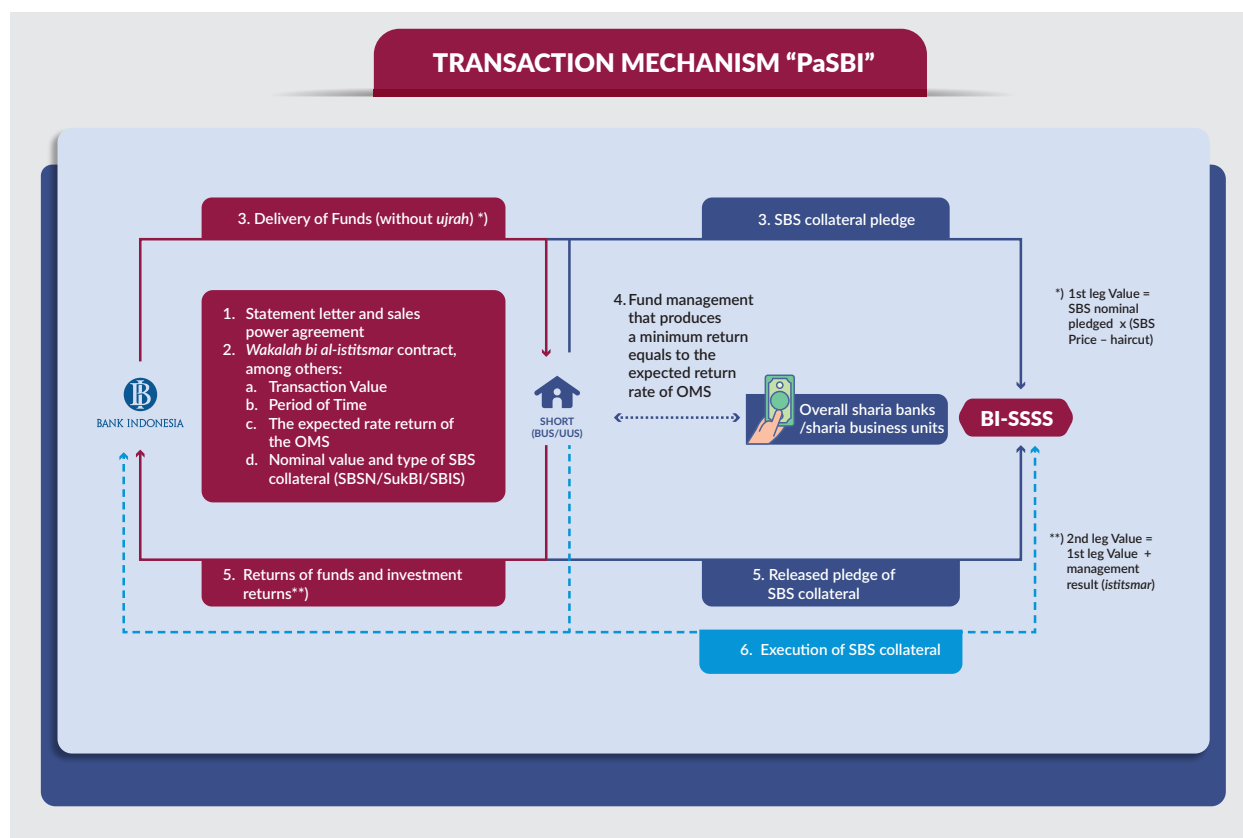 TRANSACTION MECHANISM “PaSBI”
3. Delivery of Funds (without ujrah) *)
3. SBS collateral pledge
1. Statement letter and sales
power agreement
2. Wakalah bi al-istitsmar contract,
among others:
a. Transaction Value
b. Period of Time
c. The expected rate return of
the OMS
d. Nominal value and type of SBS
collateral (SBSN/SukBI/SBIS)
BANK INDONESIA
SHORT
(BUS/UUS)
4. Fund management
that produces
a minimum return
equals to the
expected return
rate of OMS
Overall sharia banks
/sharia business units
BI-SSSS
*) 1st leg Value =
SBS nominal
pledged x (SBS
Price – haircut)
**) 2nd leg Value =
1st leg Value +
management
result (istitsmar)
5. Returns of funds and investment
returns**)
5. Released pledge of
SBS collateral
6. Execution of SBS collateral